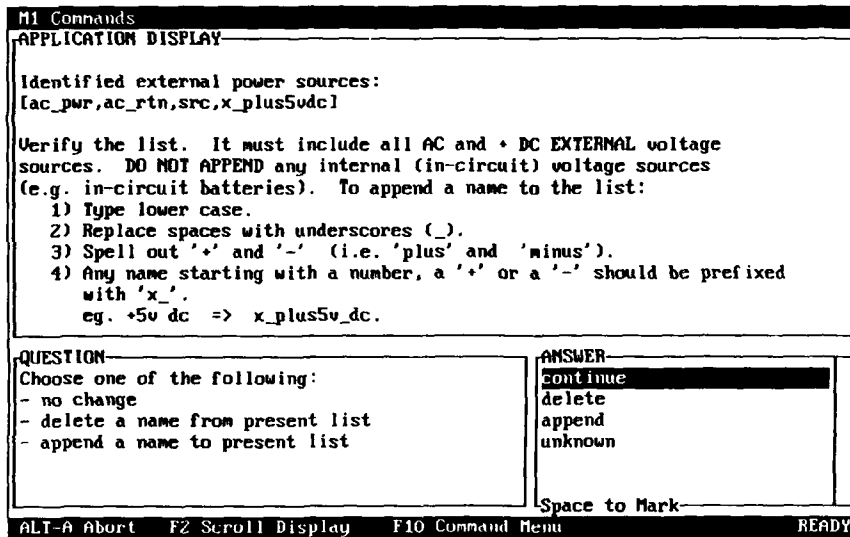 M1 Commands
APPLICATION DISPLAY
Identified external power sources:
[ac_pwr,ac_rtn,src,x_plus5vdc]
Verify the list. It must include all AC and + DC EXTERNAL voltage
sources. DO NOT APPEND any internal (in-circuit) voltage sources
(e.g. in-circuit batteries). To append a name to the list:
1) Type lower case.
2) Replace spaces with underscores (_).
3) Spell out '+' and '-' (i.e. 'plus' and 'minus').
4) Any name starting with a number, a '+' or a '-' should be prefixed
with 'x_'.
eg. +5v dc => x_plus5v_dc.
QUESTION
Choose one of the following:
- no change
- delete a name from present list
- append a name to present list
ANSWER
continue
delete
append
unknown
Space to Mark
ALT-A Abort F2 Scroll Display F10 Command Menu READY